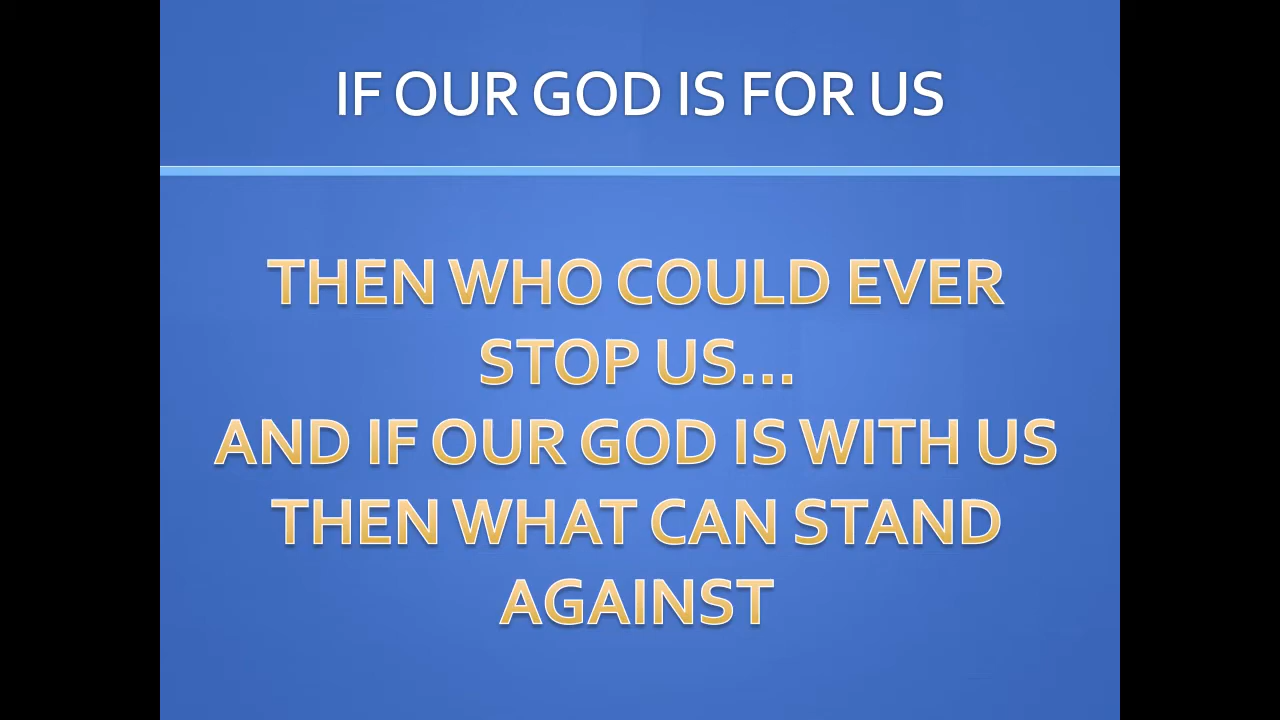 IF OUR GOD IS FOR US
THEN WHO COULD EVER
STOP US...
AND IF OUR GOD IS WITH US
THEN WHAT CAN STAND
AGAINST